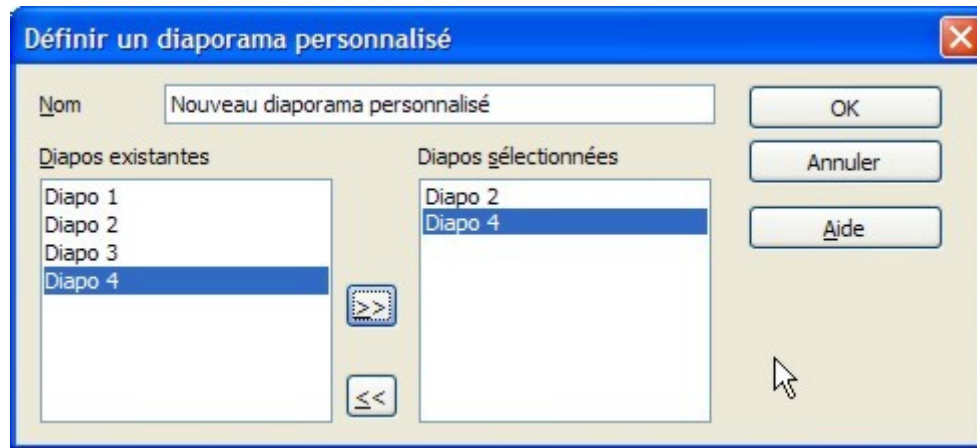 Définir un diaporama personnalisé
Nom
Nouveau diaporama personnalisé
OK
Diapos existantes
Diapos sélectionnées
Annuler
Diapo 1
Diapo 2
Diapo 3
Diapo 4
Diapo 2
Diapo 4
Aide
>>
<<